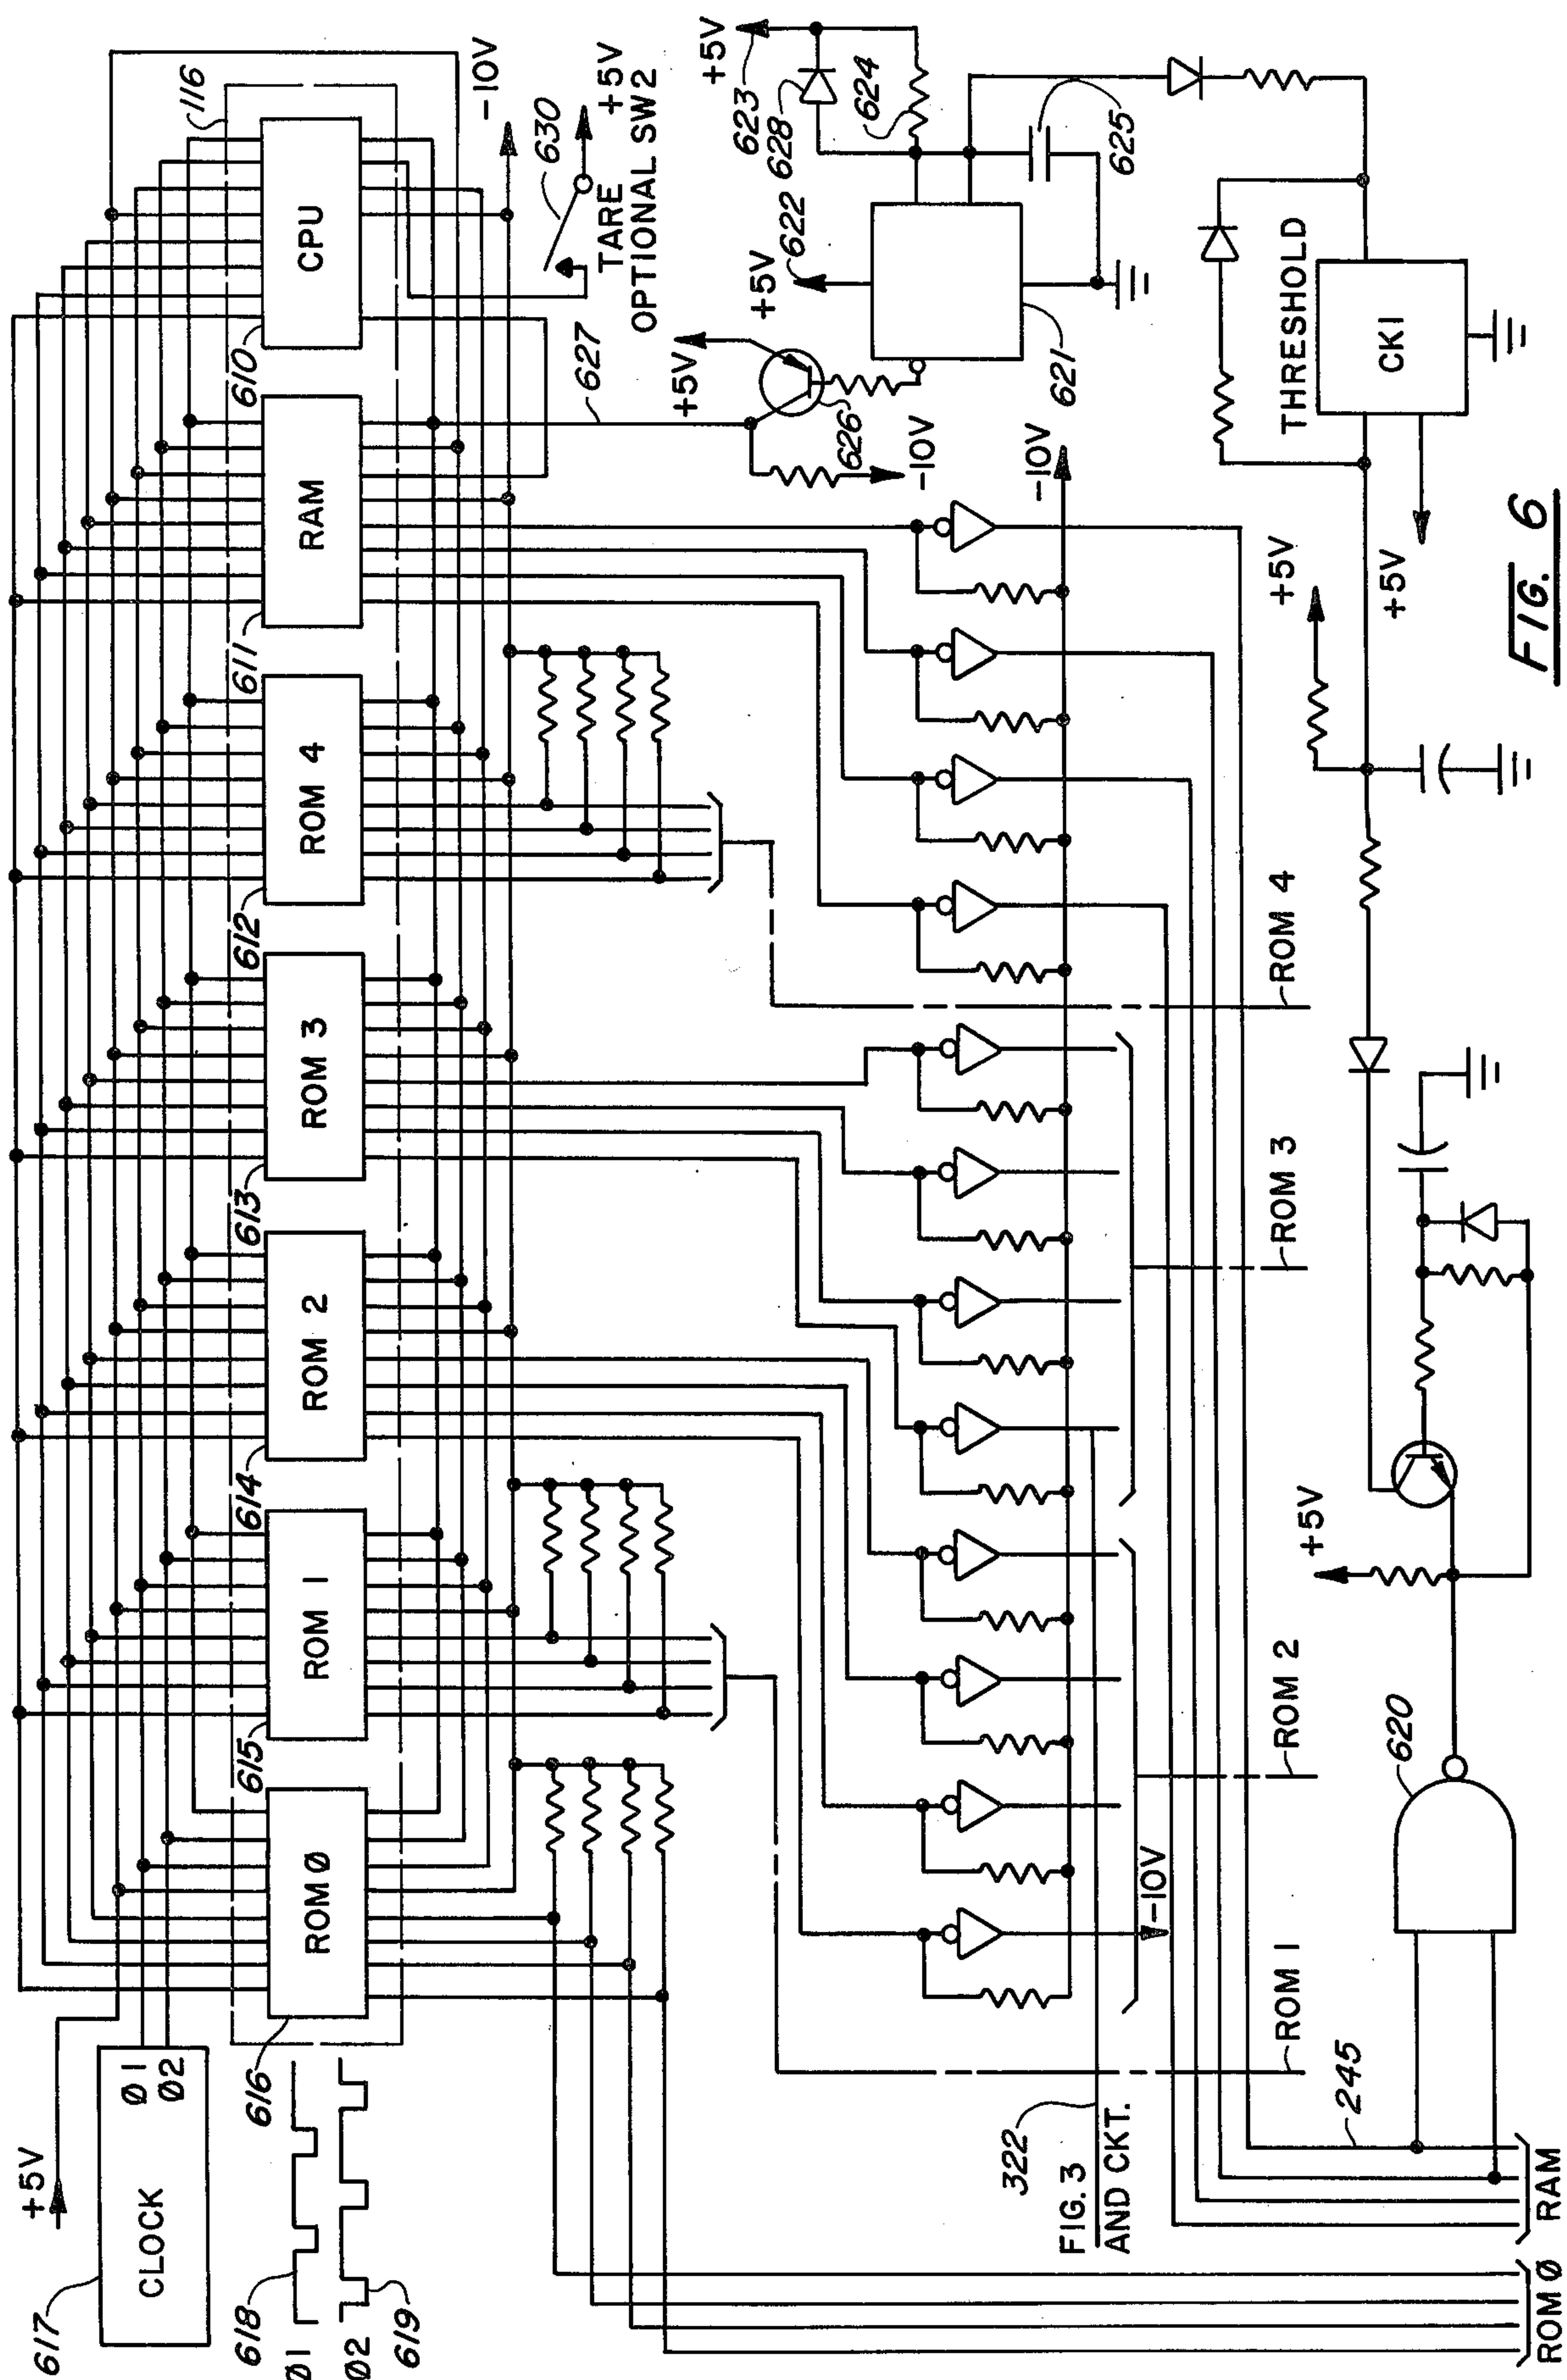 617
+5V
CLOCK
Ø1
Ø2
618
Ø1
Ø2
619
116
ROM Ø
616
ROM 1
615
ROM 2
614
ROM 3
613
ROM 4
612
RAM
611
CPU
610
-10V
630
+5V
TARE
OPTIONAL SW2
627
+5V
626
-10V
+5V
622
621
+5V
623
628
624
625
-10V
THRESHOLD
CK1
+5V
+5V
322
FIG. 3
AND CKT.
-10V
ROM 1
ROM 2
ROM 3
ROM 4
245
620
+5V
ROM Ø
RAM
FIG. 6